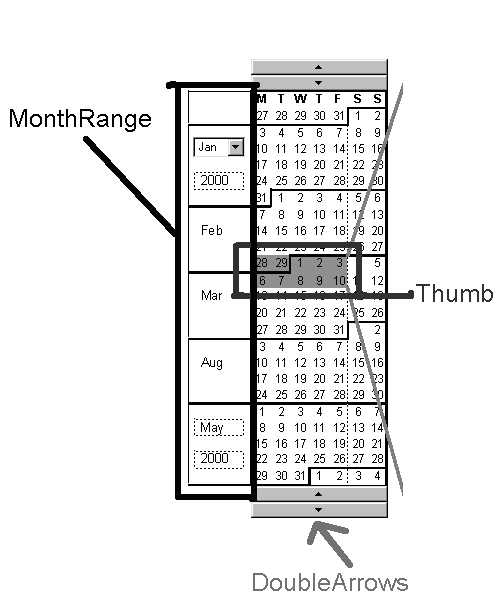 M T W T F S S
27 28 29 30 31 1 2
MonthRange
3 4 5 6 7 8 9
Jan 10 11 12 13 14 15 16
17 18 19 20 21 22 23
2000 24 25 26 27 28 29 30
31 1 2 3 4 5 6
7 8 9 10 11 12 13
Feb 14 15 16 17 18 19 20
21 22 23 24 25 26 27
28 29 1 2 3 5
6 7 8 9 10 12
Thumb
Mar
20 21 22 23 24 25 26
27 28 29 30 31 2
3 4 5 6 7 8 9
Aug 10 11 12 13 14 15 16
17 18 19 20 21 22 23
24 25 26 27 28 29 30
1 2 3 4 5 6 7
May 8 9 10 11 12 13 14
15 16 17 18 19 20 21
2000 22 23 24 25 26 27 28
29 30 31 1 2 3 4
DoubleArrows